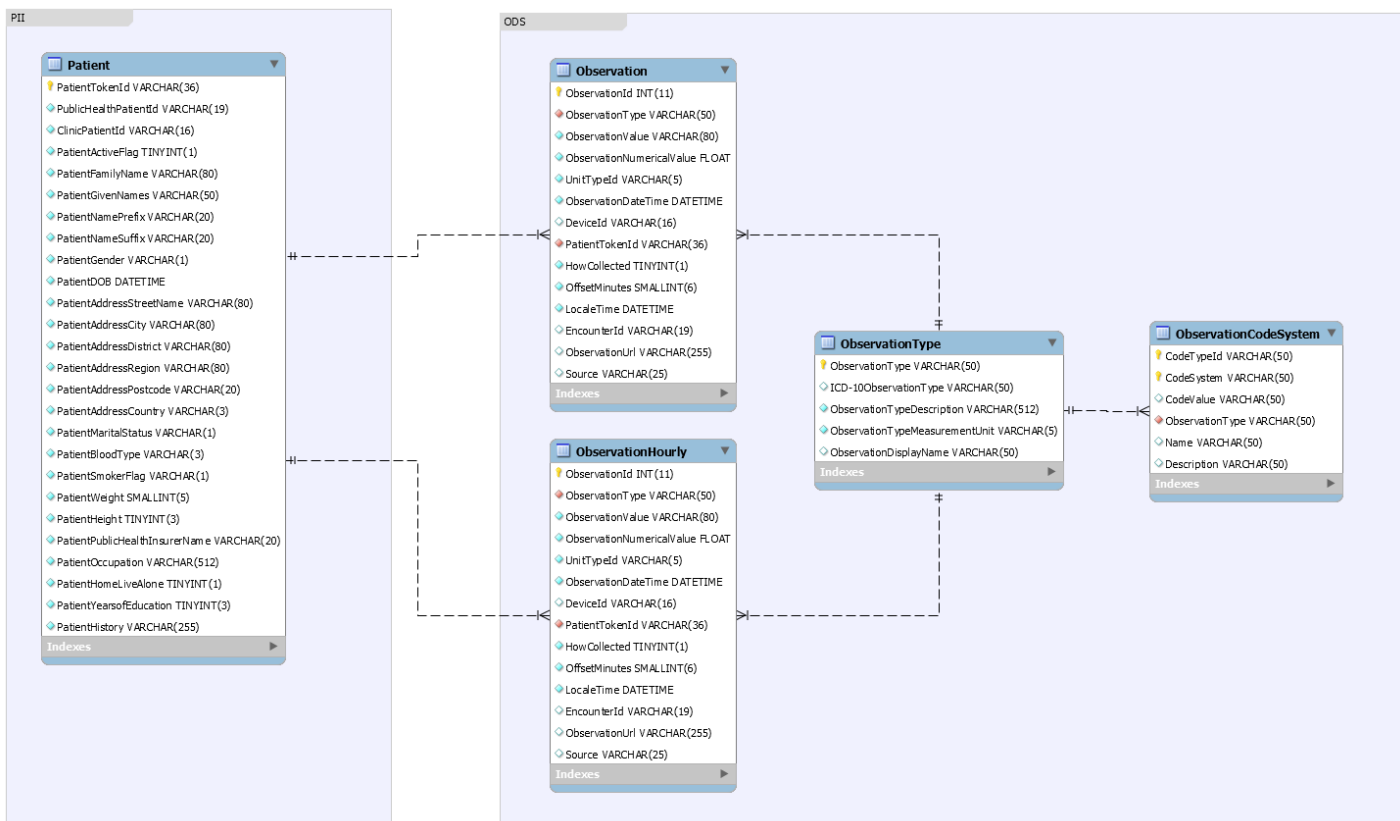 PII
Patient
PatientTokenId VARCHAR(36)
PublicHealthPatientId VARCHAR(19)
ClinicPatientId VARCHAR(16)
PatientActiveFlag TINYINT(1)
PatientFamilyName VARCHAR(80)
PatientGivenNames VARCHAR(50)
PatientNamePrefix VARCHAR(20)
PatientNameSuffix VARCHAR(20)
PatientGender VARCHAR(1)
PatientDOB DATETIME
PatientAddressStreetName VARCHAR(80)
PatientAddressCity VARCHAR(80)
PatientAddressDistrict VARCHAR(80)
PatientAddressRegion VARCHAR(80)
PatientAddressPostcode VARCHAR(20)
PatientAddressCountry VARCHAR(3)
PatientMaritalStatus VARCHAR(1)
PatientBloodType VARCHAR(3)
PatientSmokerFlag VARCHAR(1)
PatientWeight SMALLINT(5)
PatientHeight TINYINT(3)
PatientPublicHealthInsurerName VARCHAR(20)
PatientOccupation VARCHAR(512)
PatientHomeLiveAlone TINYINT(1)
PatientYearsofEducation TINYINT(3)
PatientHistory VARCHAR(255)
Indexes
ODS
Observation
ObservationId INT(11)
ObservationType VARCHAR(50)
ObservationValue VARCHAR(80)
ObservationNumericalValue FLOAT
UnitTypeId VARCHAR(5)
ObservationDateTime DATETIME
DeviceId VARCHAR(16)
PatientTokenId VARCHAR(36)
HowCollected TINYINT(1)
OffsetMinutes SMALLINT(6)
LocaleTime DATETIME
EncounterId VARCHAR(19)
ObservationUrl VARCHAR(255)
Source VARCHAR(25)
Indexes
ObservationHourly
ObservationId INT(11)
ObservationType VARCHAR(50)
ObservationValue VARCHAR(80)
ObservationNumericalValue FLOAT
UnitTypeId VARCHAR(5)
ObservationDateTime DATETIME
DeviceId VARCHAR(16)
PatientTokenId VARCHAR(36)
HowCollected TINYINT(1)
OffsetMinutes SMALLINT(6)
LocaleTime DATETIME
EncounterId VARCHAR(19)
ObservationUrl VARCHAR(255)
Source VARCHAR(25)
Indexes
ObservationType
ObservationType VARCHAR(50)
ICD-10ObservationType VARCHAR(50)
ObservationTypeDescription VARCHAR(512)
ObservationTypeMeasurementUnit VARCHAR(5)
ObservationDisplayName VARCHAR(50)
Indexes
ObservationCodeSystem
CodeTypeId VARCHAR(50)
CodeSystem VARCHAR(50)
CodeValue VARCHAR(50)
ObservationType VARCHAR(50)
Name VARCHAR(50)
Description VARCHAR(50)
Indexes